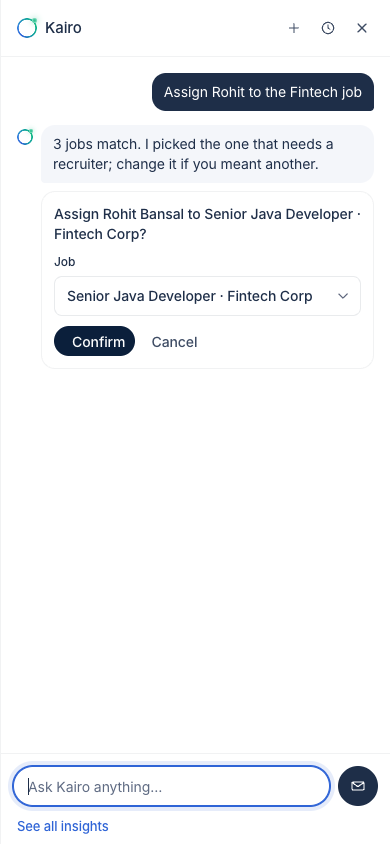 Kairo
Assign Rohit to the Fintech job
3 jobs match. I picked the one that needs a
recruiter; change it if you meant another.
Assign Rohit Bansal to Senior Java Developer ·
Fintech Corp?
Job
Senior Java Developer · Fintech Corp
Confirm
Cancel
Ask Kairo anything...
See all insights